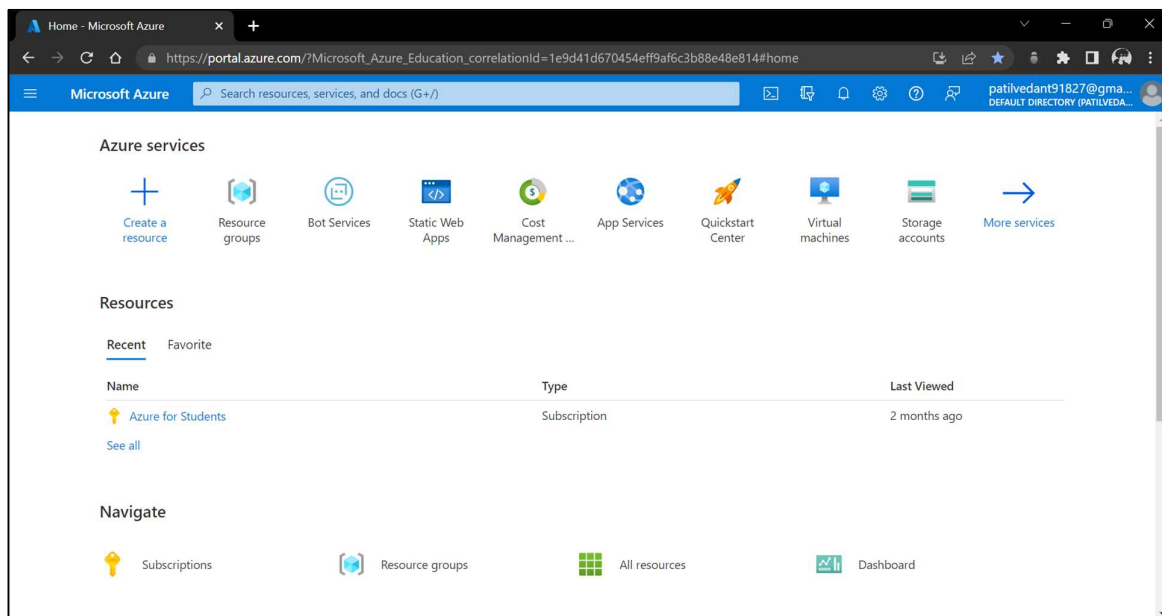 Home - Microsoft Azure
https://portal.azure.com/?Microsoft_Azure_Education_correlationId=1e9d41d670454eff9af6c3b88e48e814#home
Microsoft Azure
Search resources, services, and docs (G+/)
patilvedant91827@gma...
DEFAULT DIRECTORY (PATILVEDA...
Azure services
Create a
resource
Resource
groups
Bot Services
Static Web
Apps
Cost
Management ...
App Services
Quickstart
Center
Virtual
machines
Storage
accounts
More services
Resources
Recent Favorite
Name Type Last Viewed
Azure for Students Subscription 2 months ago
See all
Navigate
Subscriptions Resource groups All resources Dashboard